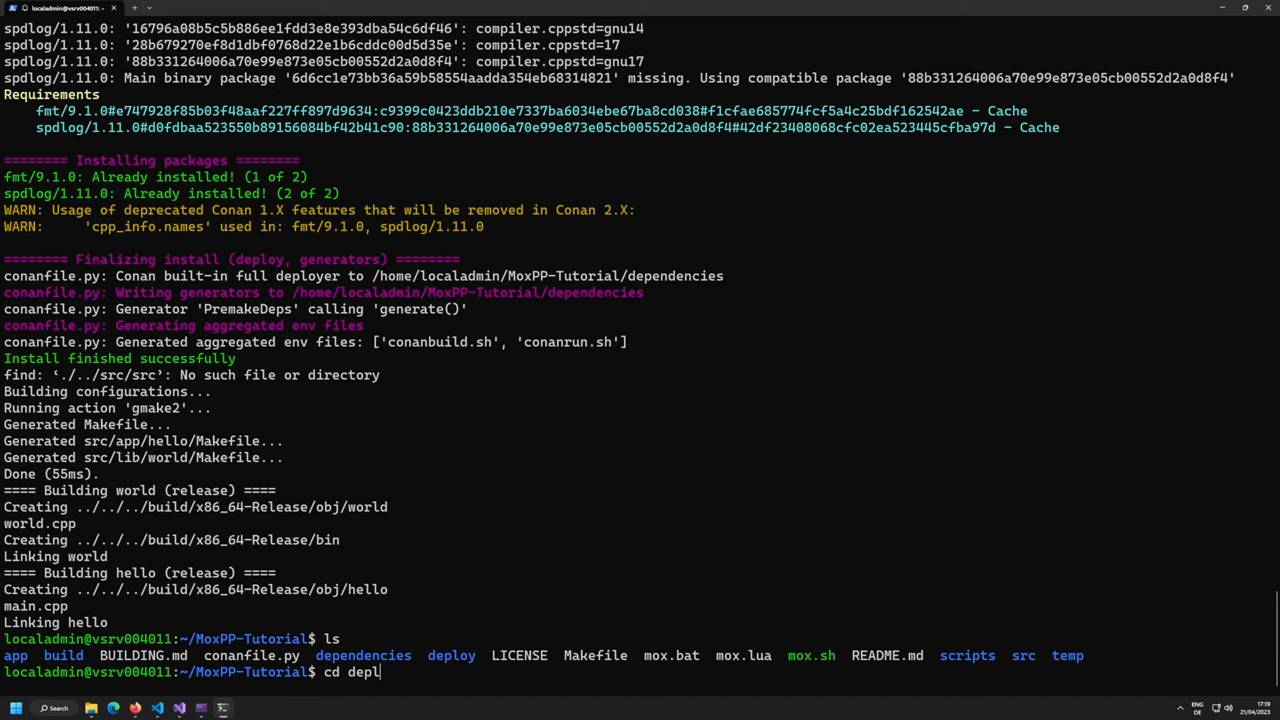 localadmin@vsrv004011: ~/
spdlog/1.11.0: '16796a08b5c5b886ee1fdd3e8e393dba54c6df46': compiler.cppstd=gnu14
spdlog/1.11.0: '28b679270ef8d1dbf0768d22e1b6cddc00d5d35e': compiler.cppstd=17
spdlog/1.11.0: '88b331264006a70e99e873e05cb00552d2a0d8f4': compiler.cppstd=gnu17
spdlog/1.11.0: Main binary package '6d6cc1e73bb36a59b58554aadda354eb68314821' missing. Using compatible package '88b331264006a70e99e873e05cb00552d2a0d8f4'
Requirements
fmt/9.1.0#e747928f85b03f48aaf227ff897d9634:c9399c0423ddb210e7337ba6034ebe67ba8cd038#f1cfae685774fcf5a4c25bdf162542ae - Cache
spdlog/1.11.0#d0fdbaa523550b89156084bf42b41c90:88b331264006a70e99e873e05cb00552d2a0d8f4#42df23408068cfc02ea523445cfba97d - Cache
======== Installing packages ========
fmt/9.1.0: Already installed! (1 of 2)
spdlog/1.11.0: Already installed! (2 of 2)
WARN: Usage of deprecated Conan 1.X features that will be removed in Conan 2.X:
WARN:     'cpp_info.names' used in: fmt/9.1.0, spdlog/1.11.0
======== Finalizing install (deploy, generators) ========
conanfile.py: Conan built-in full deployer to /home/localadmin/MoxPP-Tutorial/dependencies
conanfile.py: Writing generators to /home/localadmin/MoxPP-Tutorial/dependencies
conanfile.py: Generator 'PremakeDeps' calling 'generate()'
conanfile.py: Generating aggregated env files
conanfile.py: Generated aggregated env files: ['conanbuild.sh', 'conanrun.sh']
Install finished successfully
find: ‘./../src/src’: No such file or directory
Building configurations...
Running action 'gmake2'...
Generated Makefile...
Generated src/app/hello/Makefile...
Generated src/lib/world/Makefile...
Done (55ms).
==== Building world (release) ====
Creating ../../../build/x86_64-Release/obj/world
world.cpp
Creating ../../../build/x86_64-Release/bin
Linking world
==== Building hello (release) ====
Creating ../../../build/x86_64-Release/obj/hello
main.cpp
Linking hello
localadmin@vsrv004011:~/MoxPP-Tutorial$ ls
app  build  BUILDING.md  conanfile.py  dependencies  deploy  LICENSE  Makefile  mox.bat  mox.lua  mox.sh  README.md  scripts  src  temp
localadmin@vsrv004011:~/MoxPP-Tutorial$ cd depl
Search
ENG
DE
17:19
21/04/2023